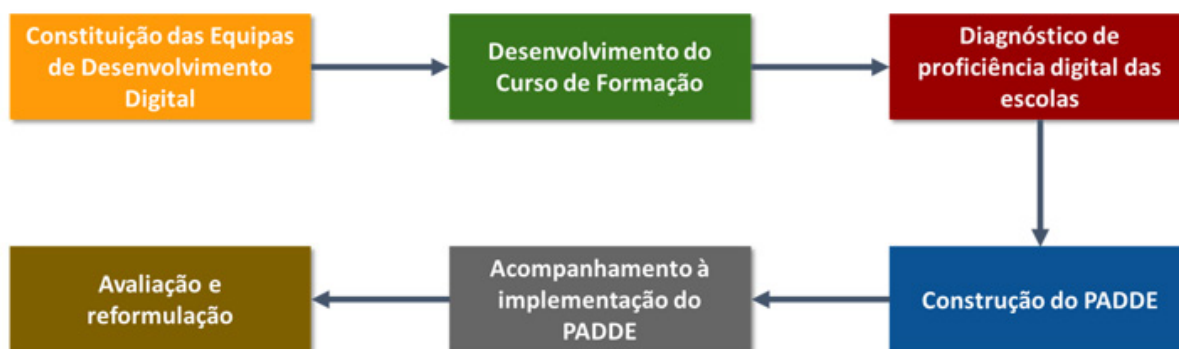 Constituição das Equipas
de Desenvolvimento
Digital
Desenvolvimento do
Curso de Formação
Diagnóstico de
proficiência digital das
escolas
Construção do PADDE
Acompanhamento à
implementação do
PADDE
Avaliação e
reformulação